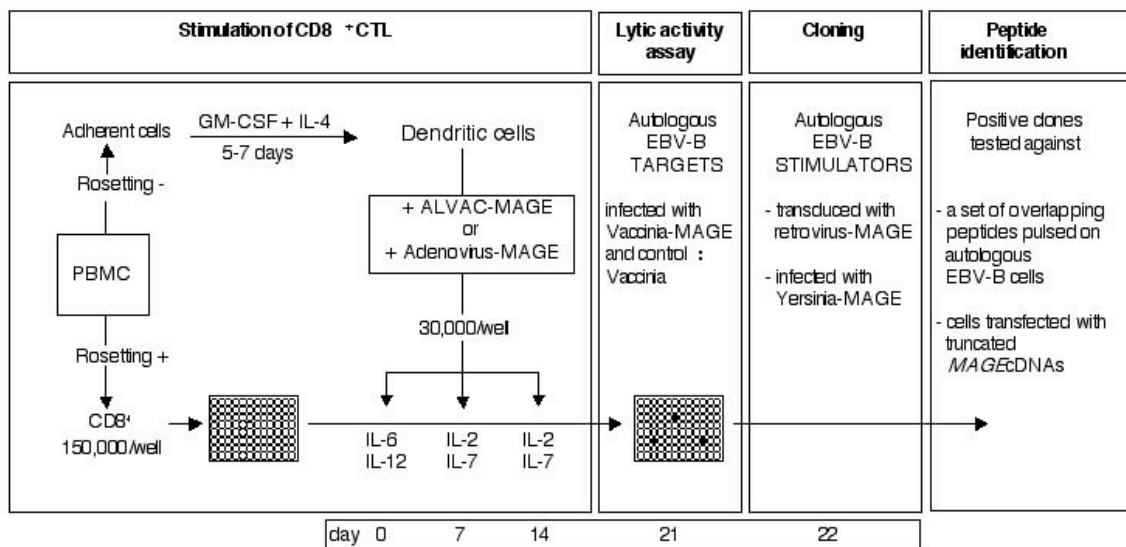 Stimulation of CD8 +CTL
Lytic activity
assay
Cloning
Peptide
identification
Adherent cells
GM-CSF + IL-4
5-7 days
Dendritic cells
Rosetting -
PBMC
Rosetting +
CD8+
150,000/well
+ ALVAC-MAGE
or
+ Adenovirus-MAGE
30,000/well
IL-6
IL-12
IL-2
IL-7
IL-2
IL-7
Autologous
EBV-B
TARGETS
infected with
Vaccinia-MAGE
and control :
Vaccinia
Autologous
EBV-B
STIMULATORS
- transduced with
retrovirus-MAGE
- infected with
Yersinia-MAGE
Positive clones
tested against
- a set of overlapping
peptides pulsed on
autologous
EBV-B cells
- cells transfected with
truncated
MAGEcDNAs
day 0 7 14 21 22